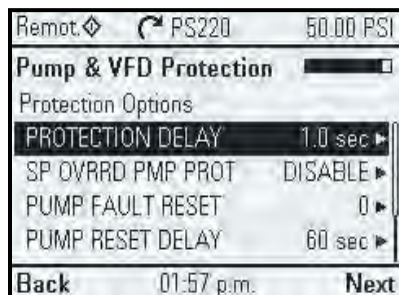 Remot. PS220 50.00 PSI
Pump & VFD Protection
Protection Options
PROTECTION DELAY 1.0 sec
SP OVRRD PMP PROT DISABLE
PUMP FAULT RESET 0
PUMP RESET DELAY 60 sec
Back 01:57 p.m. Next